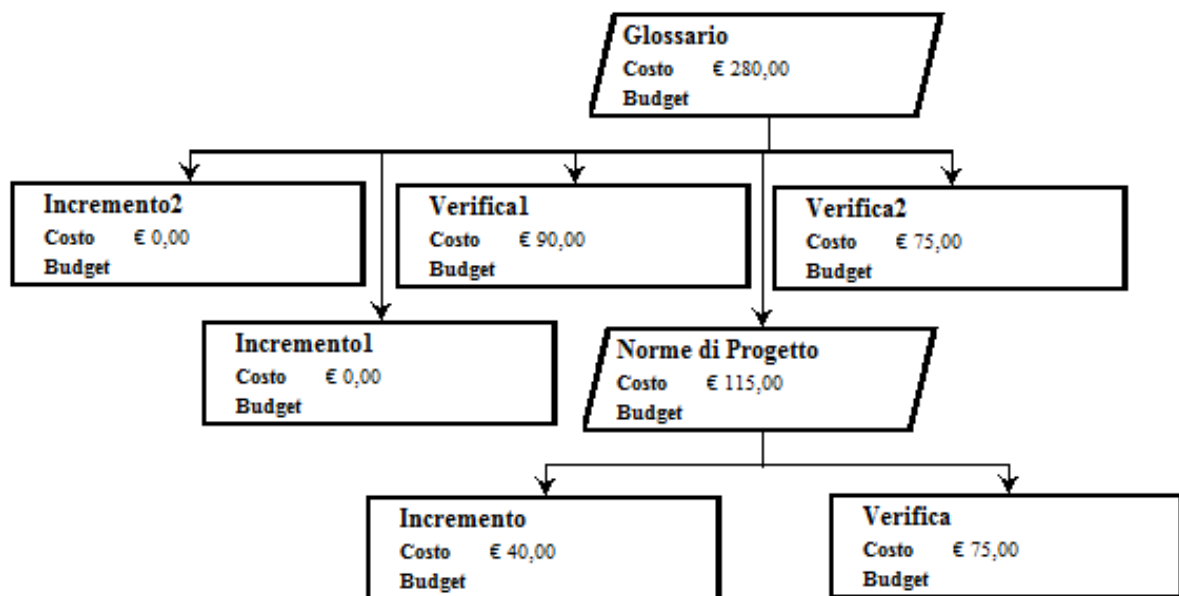 Glossario
Costo € 280,00
Budget
Incremento2
Costo € 0,00
Budget
Verifica1
Costo € 90,00
Budget
Verifica2
Costo € 75,00
Budget
Incremento1
Costo € 0,00
Budget
Norme di Progetto
Costo € 115,00
Budget
Incremento
Costo € 40,00
Budget
Verifica
Costo € 75,00
Budget